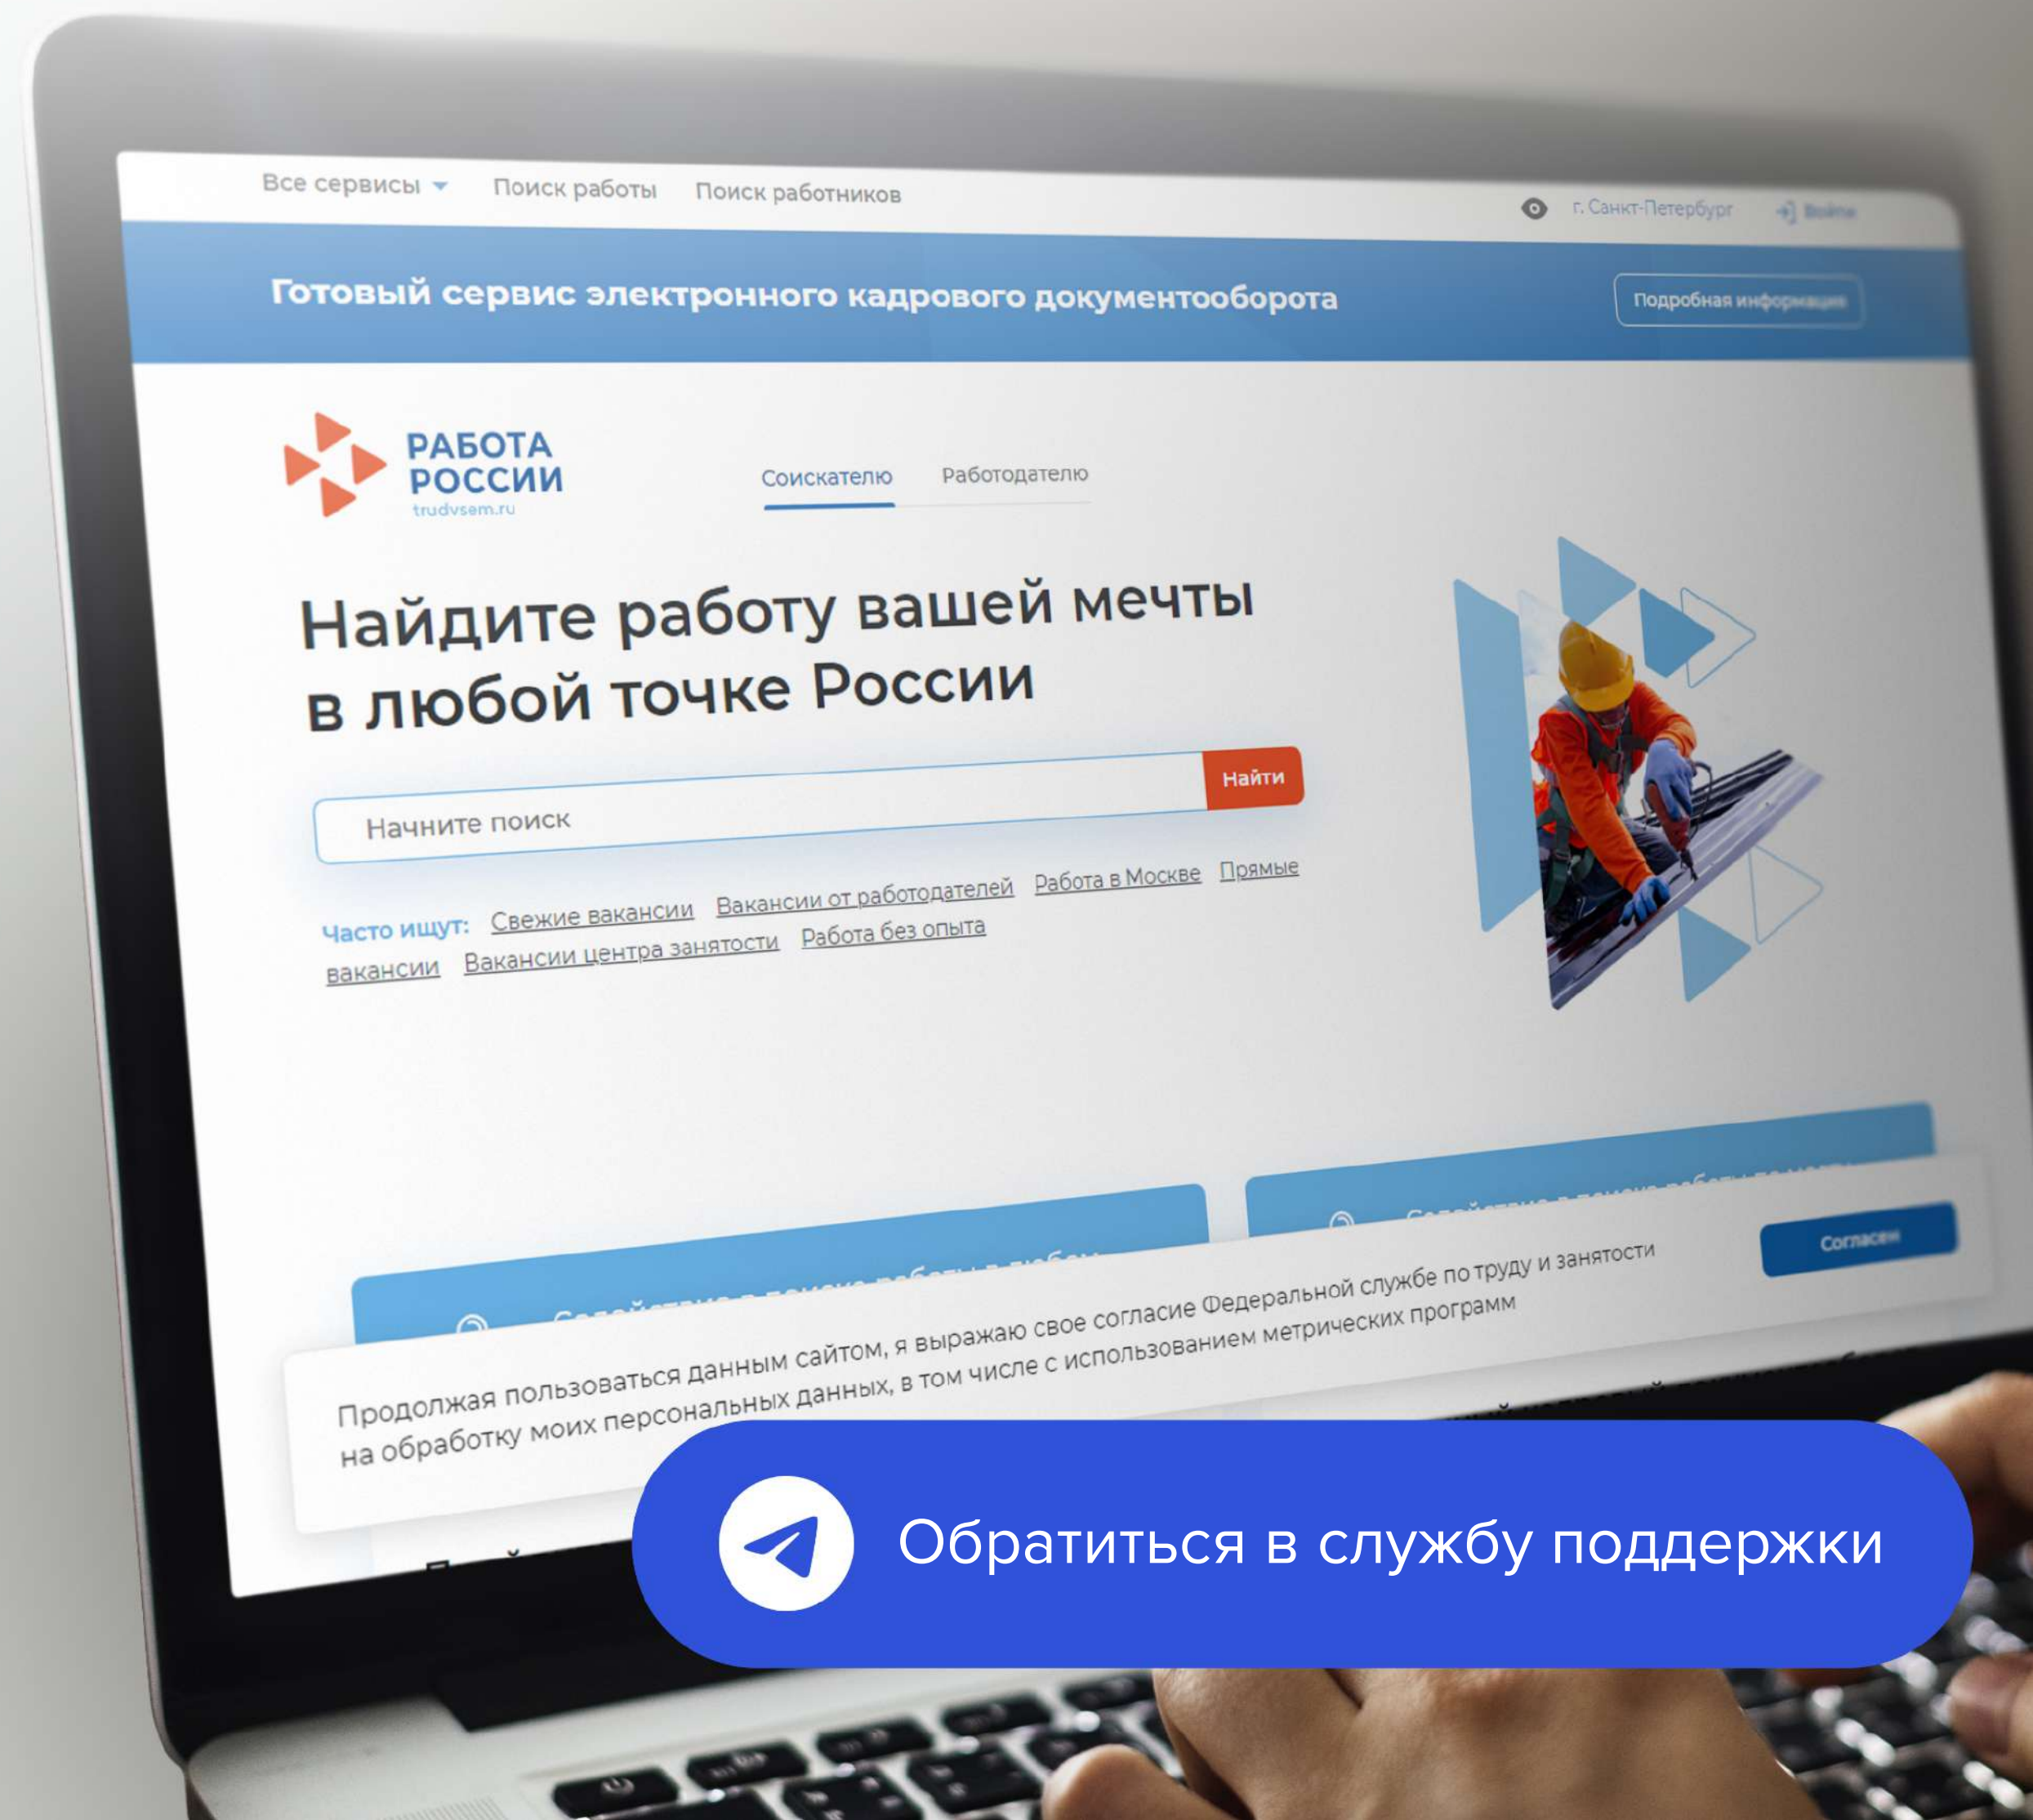 Все сервисы Поиск работы Поиск работников г. Санкт-Петербург Войти
Готовый сервис электронного кадрового документооборота Подробная информация
РАБОТА
РОССИИ
trudvsem.ru
Соискателю Работодателю
Найдите работу вашей мечты
в любой точке России
Начните поиск Найти
Часто ищут: Свежие вакансии Вакансии от работодателей Работа в Москве Прямые
вакансии Вакансии центра занятости Работа без опыта
Продолжая пользоваться данным сайтом, я выражаю свое согласие Федеральной службе по труду и занятости
на обработку моих персональных данных, в том числе с использованием метрических программ
Согласен
Обратиться в службу поддержки